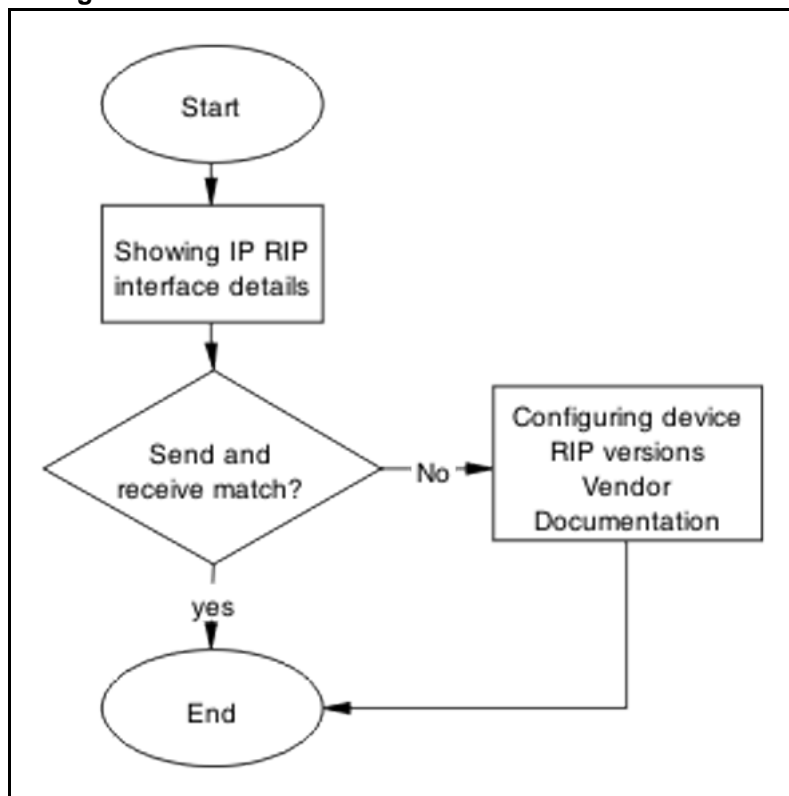 Start
Showing IP RIP
interface details
Send and
receive match?
No
Configuring device
RIP versions
Vendor
Documentation
yes
End